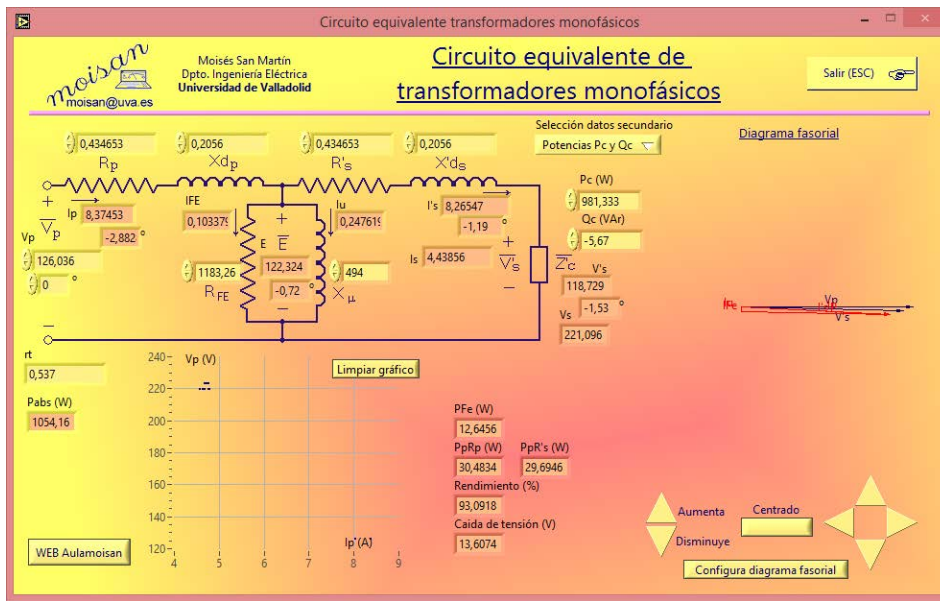 Circuito equivalente transformadores monofásicos
moisan
moisan@uva.es
Moisés San Martín
Dpto. Ingeniería Eléctrica
Universidad de Valladolid
Circuito equivalente de
transformadores monofásicos
Salir (ESC)
Selección datos secundario
Potencias Pc y Qc
Diagrama fasorial
0,434653
0,2056
0,434653
0,2056
Rp
Xdp
R's
X'ds
Pc (W)
981,333
Qc (VAr)
-5,67
IFE
Iu
I's
8,26547
-1,19 °
Ip
8,37453
-2,882 °
0,103379
0,247619
+
Vp
-
Vp
126,036
0 °
+
E
E
122,324
-0,72 °
-
1183,26
RFE
494
Xμ
Is
4,43856
+
Vs
-
Z'c
V's
118,729
-1,53 °
Vs
221,096
Vp
V's
rt
0,537
Pabs (W)
1054,16
Vp (V)
240
220
200
180
160
140
120
4 5 6 7 8 9
Ip (A)
Limpiar gráfico
PFe (W)
12,6456
PpRp (W)
30,4834
PpR's (W)
29,6946
Rendimiento (%)
93,0918
Caida de tensión (V)
13,6074
WEB Aulamoisan
Aumenta
Disminuye
Centrado
Configura diagrama fasorial